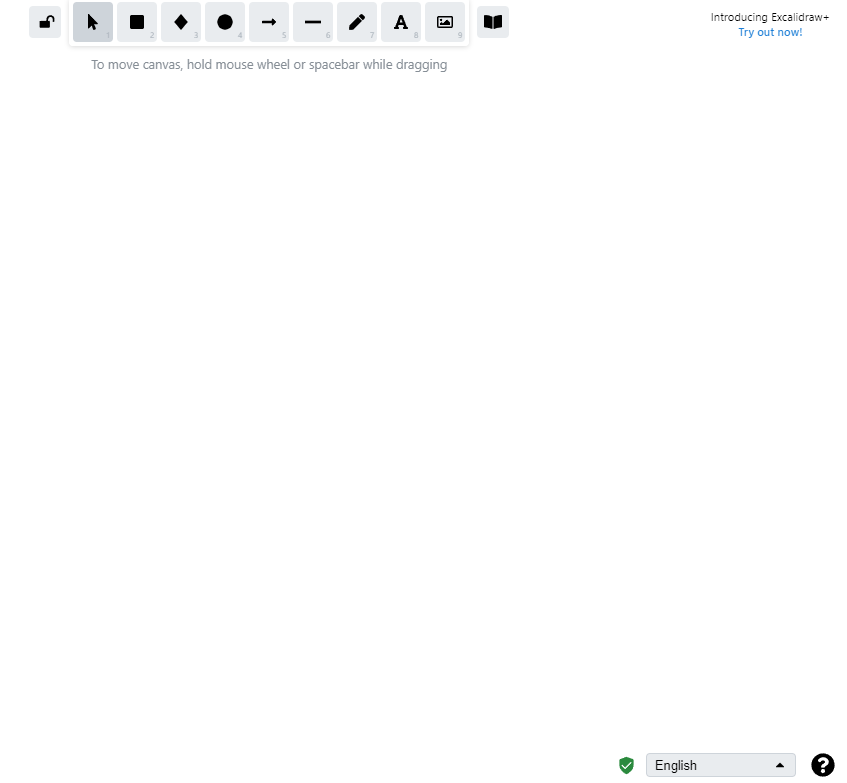 1 2 3 4 5 6 7 A 8 9
Introducing Excalidraw+
Try out now!
To move canvas, hold mouse wheel or spacebar while dragging
English
?